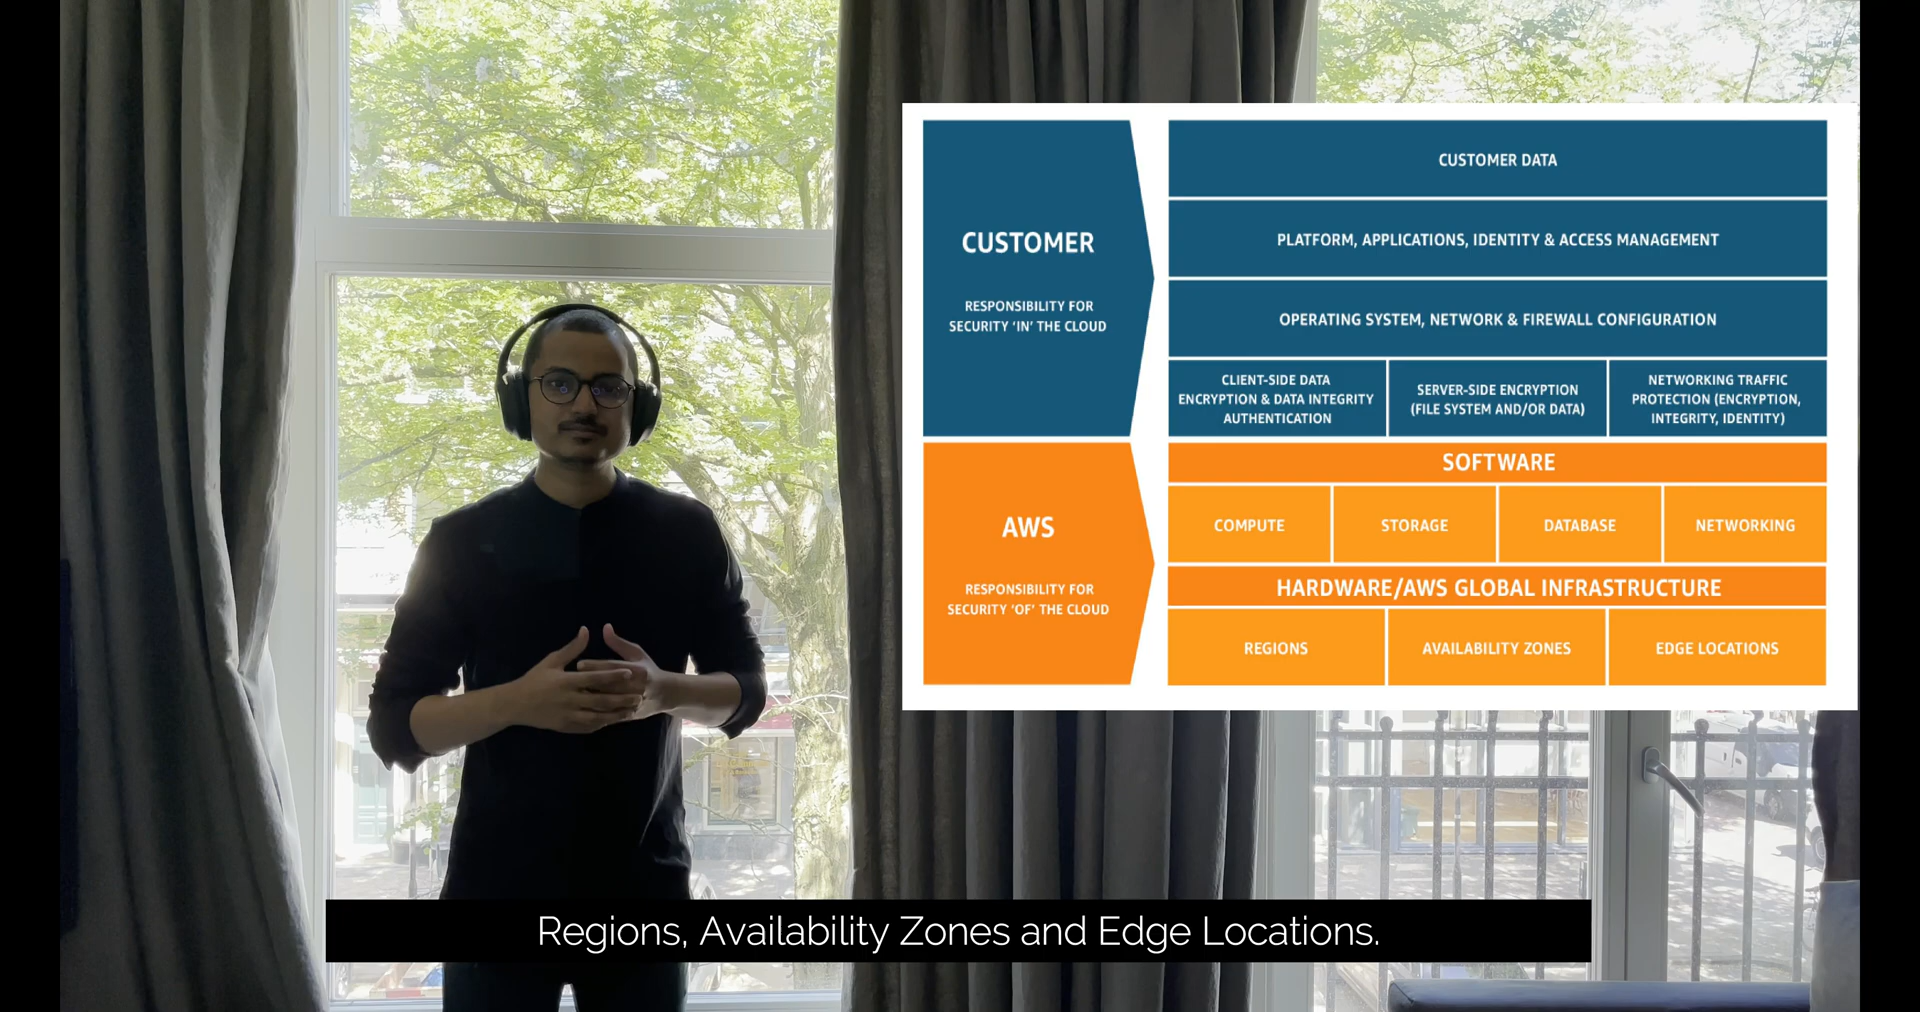 CUSTOMER
RESPONSIBILITY FOR
SECURITY ‘IN’ THE CLOUD
CUSTOMER DATA
PLATFORM, APPLICATIONS, IDENTITY & ACCESS MANAGEMENT
OPERATING SYSTEM, NETWORK & FIREWALL CONFIGURATION
CLIENT-SIDE DATA
ENCRYPTION & DATA INTEGRITY
AUTHENTICATION
SERVER-SIDE ENCRYPTION
(FILE SYSTEM AND/OR DATA)
NETWORKING TRAFFIC
PROTECTION (ENCRYPTION,
INTEGRITY, IDENTITY)
AWS
RESPONSIBILITY FOR
SECURITY ‘OF’ THE CLOUD
SOFTWARE
COMPUTE
STORAGE
DATABASE
NETWORKING
HARDWARE/AWS GLOBAL INFRASTRUCTURE
REGIONS
AVAILABILITY ZONES
EDGE LOCATIONS
Regions, Availability Zones and Edge Locations.